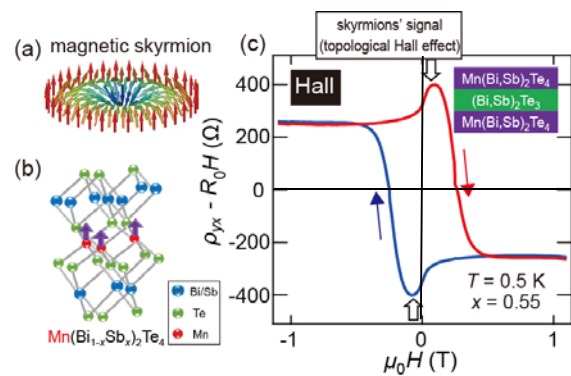 skyrmions' signal
(topological Hall effect)
(a) magnetic skyrmion
(b)
Bi/Sb
Te
Mn
Mn(Bi₁₋ₓSbₓ)₂Te₄
(c)
Hall
Mn(Bi,Sb)₂Te₄
(Bi,Sb)₂Te₃
Mn(Bi,Sb)₂Te₄
ρyx - R₀H (Ω)
400
200
0
-200
-400
T = 0.5 K
x = 0.55
-1
0
1
μ₀H (T)